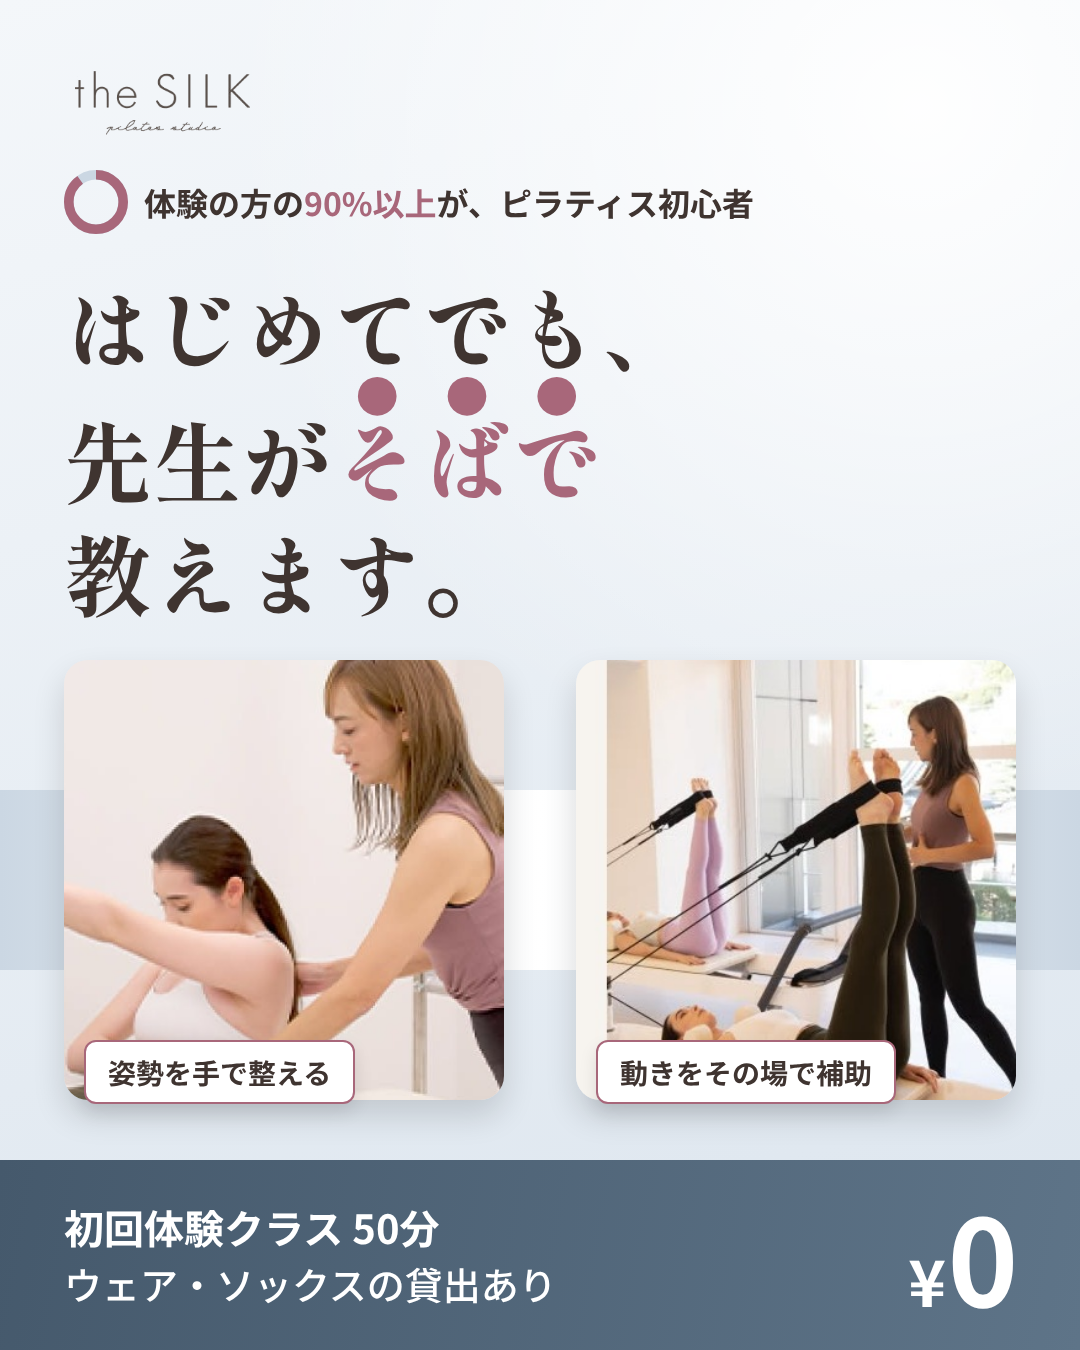 the SILK
pilates studio
体験の方の90%以上が、ピラティス初心者
はじめてでも、
先生がそばで
教えます。
姿勢を手で整える
動きをその場で補助
初回体験クラス 50分
ウェア・ソックスの貸出あり
¥0